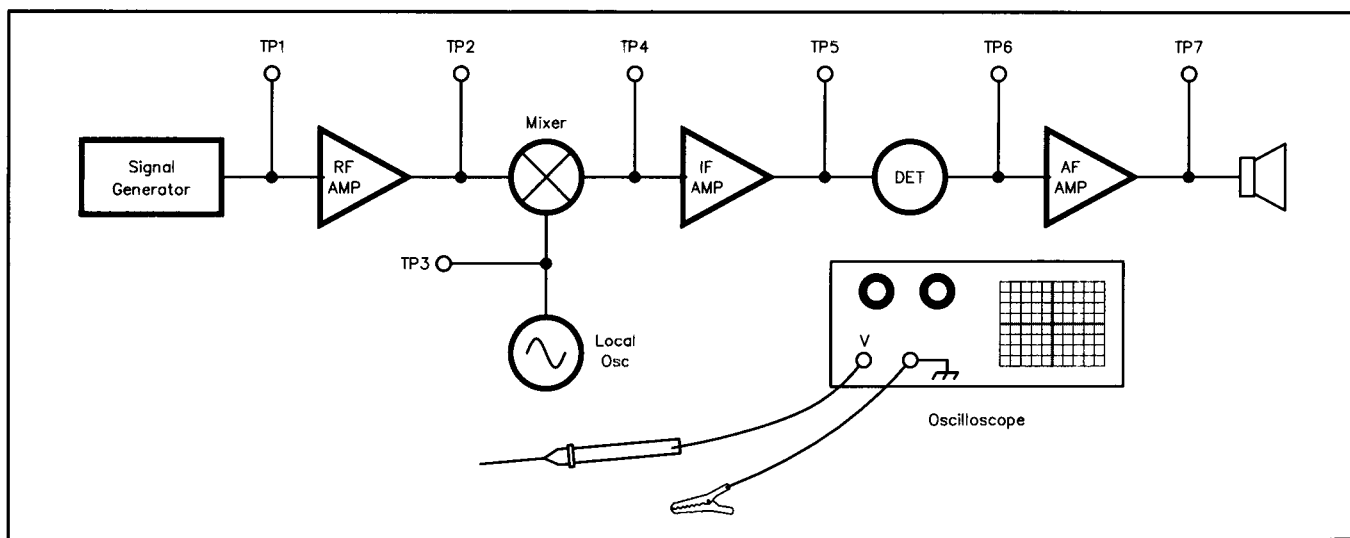 TP1
TP2
TP4
TP5
TP6
TP7
Mixer
Signal
Generator
RF
AMP
IF
AMP
DET
AF
AMP
TP3
Local
Osc
V
Oscilloscope